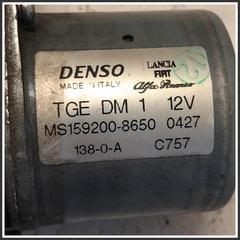 DENSO
MADE IN ITALY
LANCIA
FIAT
Alfa Romeo
TGE DM 1 12V
MS159200-8650 0427
138-0-A C757